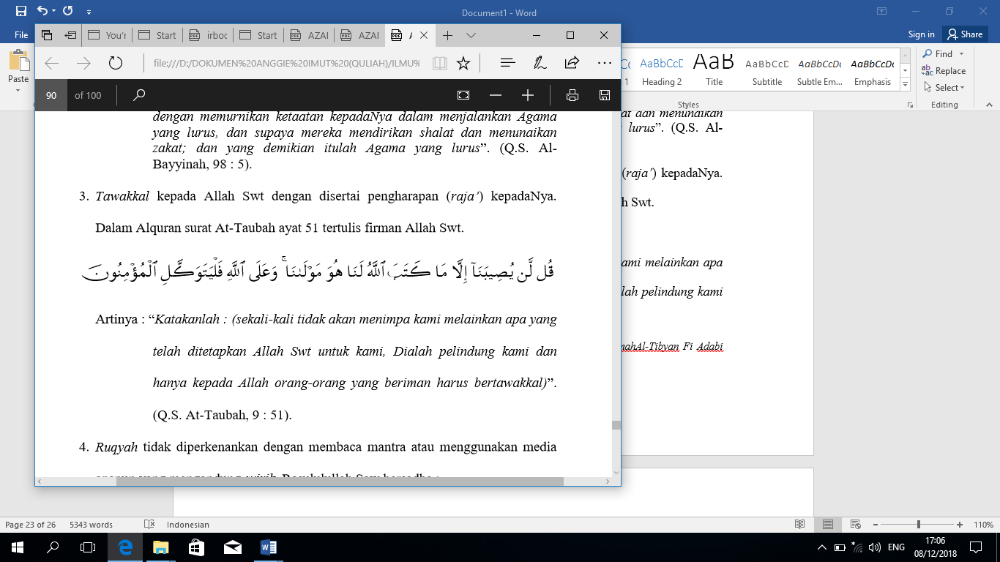 Document1 - Word
File
Sign in
Share
You'r
Start
irboc
Start
AZAI
AZAI
file:///D:/DOKUMEN%20ANGGIE%20IMUT%20(QULIAH)/ILMU%
Paste
AaBbCcD
AaB
AaBbCcD
AaBbCcDc
AaBbCcDc
1
Heading 2
Title
Subtitle
Subtle Em...
Emphasis
Styles
Find
Replace
Select
Editing
90 of 100
dengan memurnikan ketaatan kepadaNya dalam menjalankan Agama
yang lurus, dan supaya mereka mendirikan shalat dan menunaikan
zakat; dan yang demikian itulah Agama yang lurus”. (Q.S. Al-
Bayyinah, 98 : 5).
3. Tawakkal kepada Allah Swt dengan disertai pengharapan (raja’) kepadaNya.
Dalam Alquran surat At-Taubah ayat 51 tertulis firman Allah Swt.
قُل لَّن يُصِيبَنَآ إِلَّا مَا كَتَبَ ٱللَّهُ لَنَا هُوَ مَوْلَىٰنَا ۚ وَعَلَى ٱللَّهِ فَلْيَتَوَكَّلِ ٱلْمُؤْمِنُونَ
Artinya : “Katakanlah : (sekali-kali tidak akan menimpa kami melainkan apa yang
telah ditetapkan Allah Swt untuk kami, Dialah pelindung kami dan
hanya kepada Allah orang-orang yang beriman harus bertawakkal)”.
(Q.S. At-Taubah, 9 : 51).
4. Ruqyah tidak diperkenankan dengan membaca mantra atau menggunakan media
at dan menunaikan
lurus”. (Q.S. Al-
(raja’) kepadaNya.
h Swt.
ami melainkan apa
lah pelindung kami
mahAl-Tibyan Fi Adabi
Page 23 of 26
5343 words
Indonesian
110%
ENG
17:06
08/12/2018